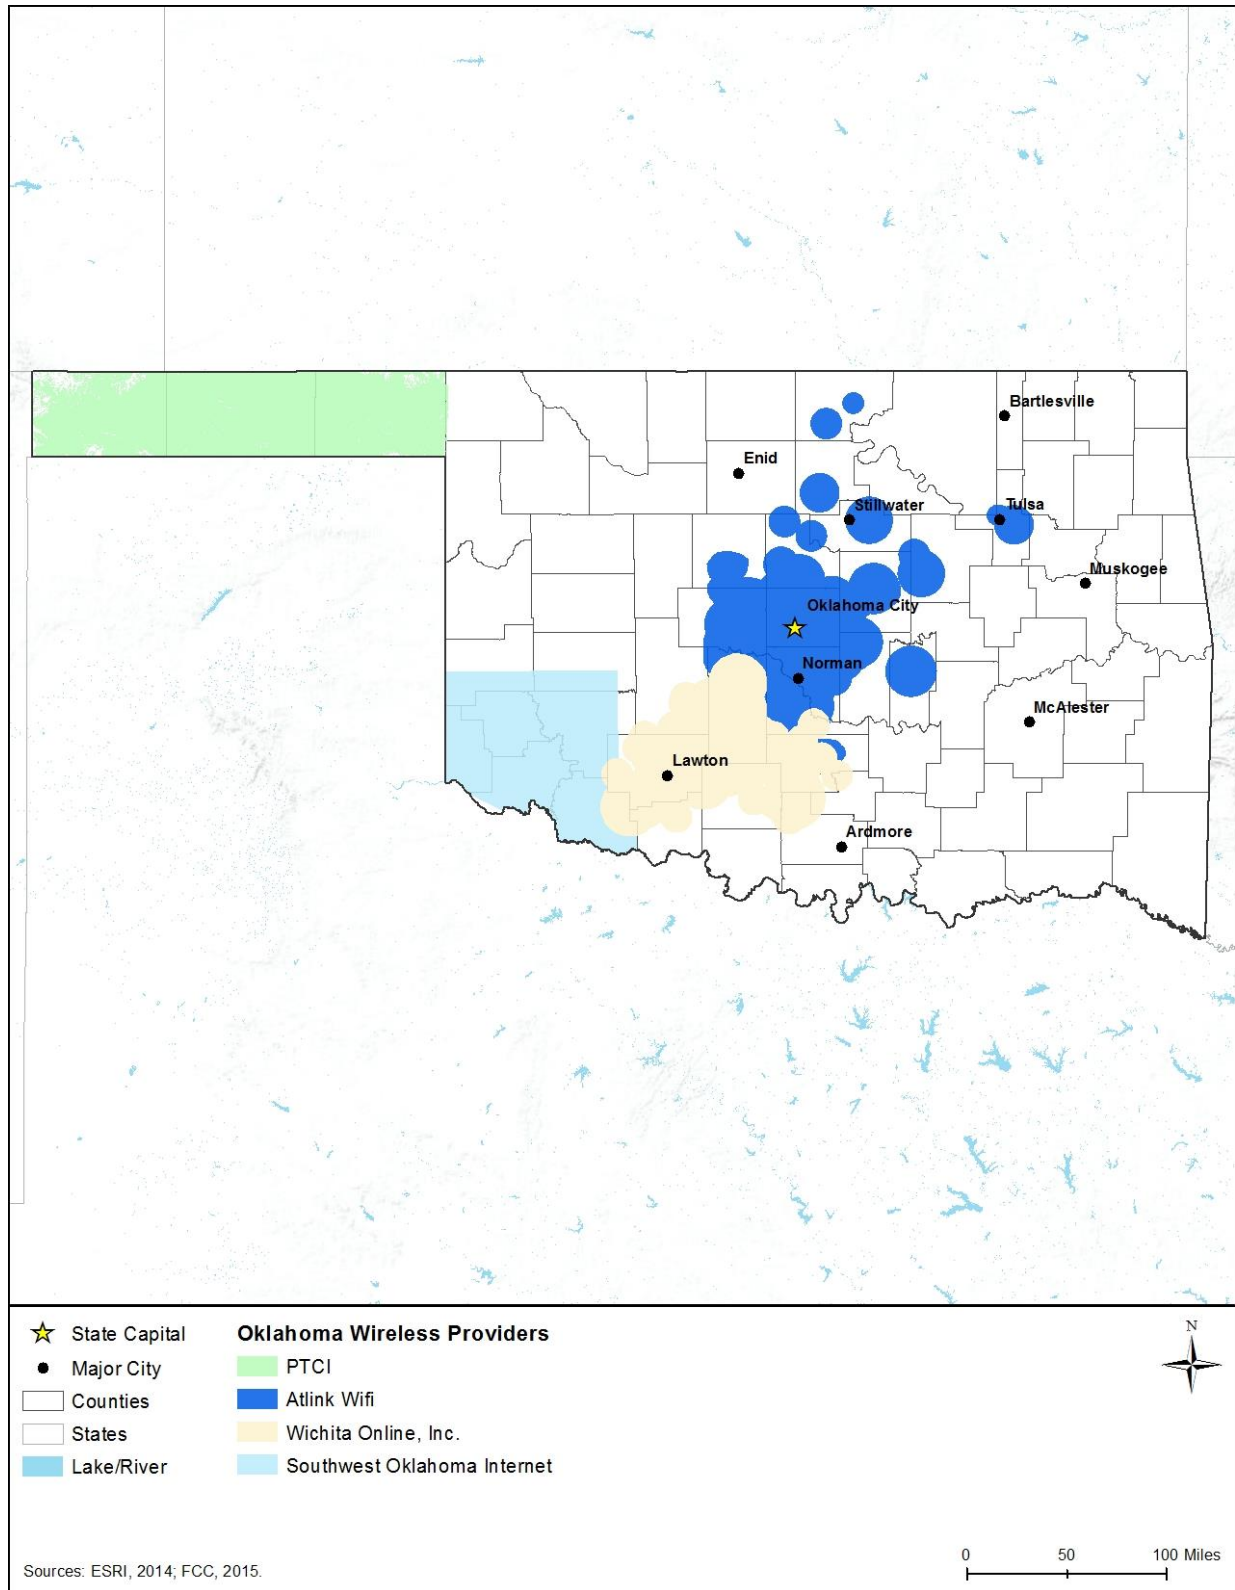 Bartlesville
Enid
Stillwater
Tulsa
Muskogee
Oklahoma City
Norman
McAlester
Lawton
Ardmore
State Capital
Major City
Counties
States
Lake/River
Oklahoma Wireless Providers
PTCI
Atlink Wifi
Wichita Online, Inc.
Southwest Oklahoma Internet
N
Sources: ESRI, 2014; FCC, 2015.
0 50 100 Miles